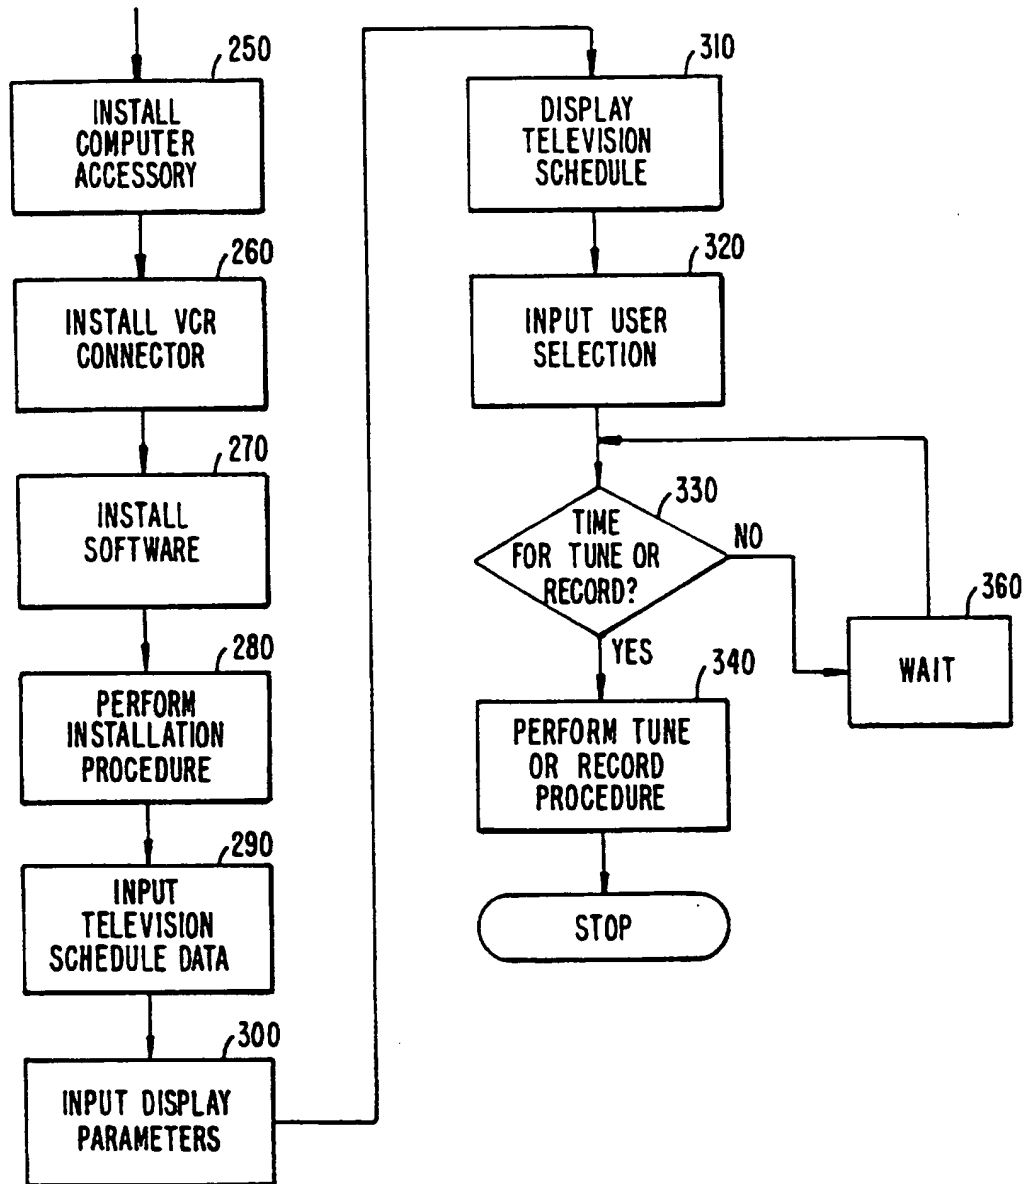 250
INSTALL
COMPUTER
ACCESSORY
260
INSTALL VCR
CONNECTOR
270
INSTALL
SOFTWARE
280
PERFORM
INSTALLATION
PROCEDURE
290
INPUT
TELEVISION
SCHEDULE DATA
300
INPUT DISPLAY
PARAMETERS
310
DISPLAY
TELEVISION
SCHEDULE
320
INPUT USER
SELECTION
330
TIME
FOR TUNE OR
RECORD?
NO
YES
360
WAIT
340
PERFORM TUNE
OR RECORD
PROCEDURE
STOP